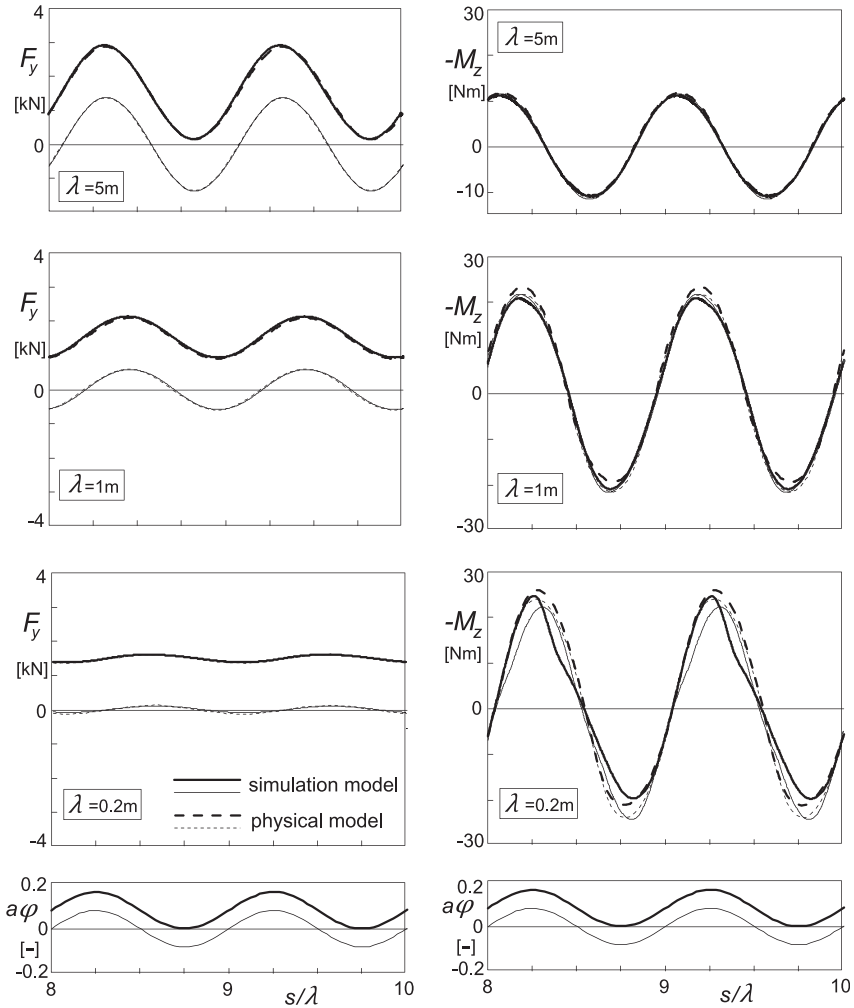 4
F_y
[kN]
0
λ=5m
30
λ=5m
-M_z
[Nm]
0
-10
4
F_y
[kN]
0
λ=1m
-4
30
-M_z
[Nm]
0
λ=1m
-30
4
F_y
[kN]
0
simulation model
physical model
λ=0.2m
-4
30
-M_z
[Nm]
0
λ=0.2m
-30
0.2
aφ
0
[-]
-0.2
8
9
s/λ
10
0.2
aφ
0
[-]
-0.2
8
9
s/λ
10